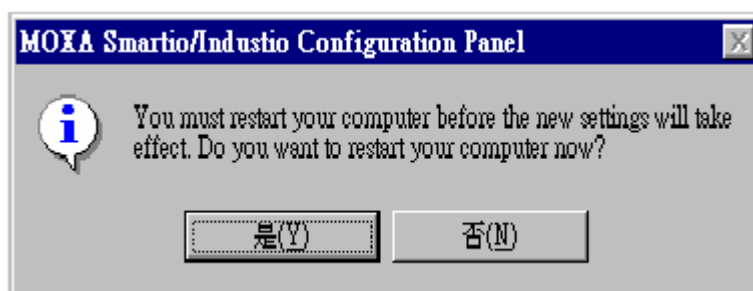 MOXA Smartio/Industio Configuration Panel
You must restart your computer before the new settings will take
effect. Do you want to restart your computer now?
是(Y)
否(N)